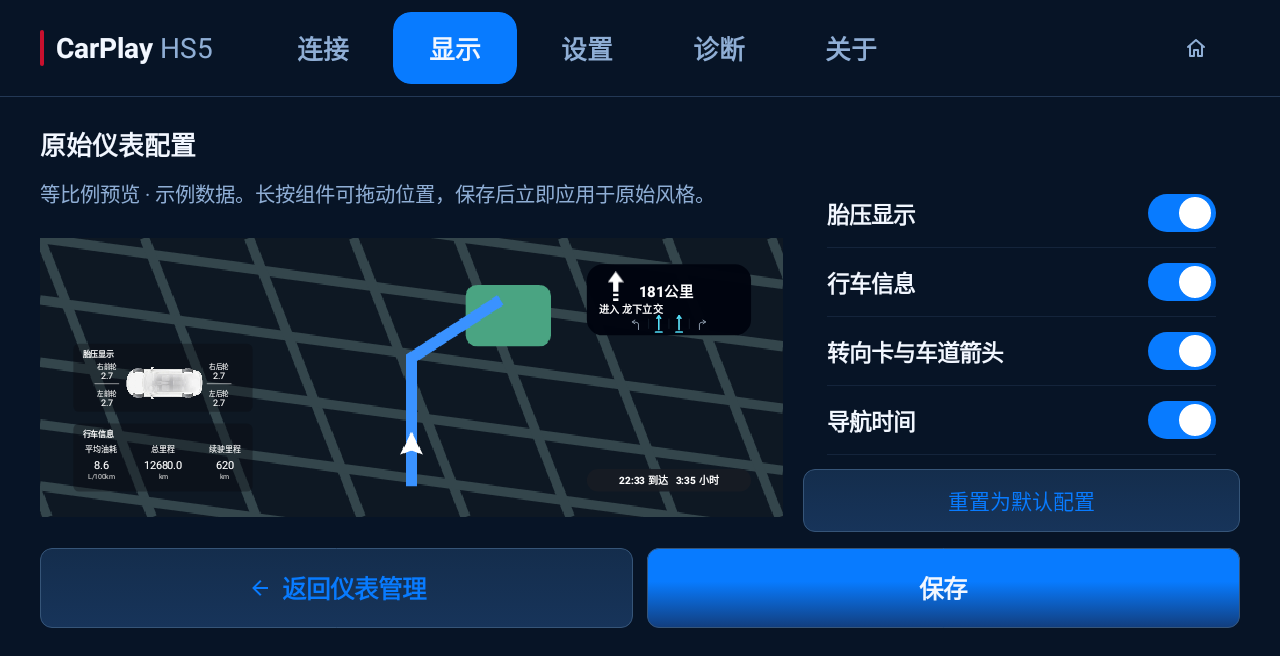 CarPlay HS5
连接
显示
设置
诊断
关于
原始仪表配置
等比例预览 · 示例数据。长按组件可拖动位置，保存后立即应用于原始风格。
181公里
进入 龙下立交
胎压显示
右前轮
2.7
右后轮
2.7
左前轮
2.7
左后轮
2.7
行车信息
平均油耗
8.6
L/100km
总里程
12680.0
km
续驶里程
620
km
22:33 到达 3:35 小时
胎压显示
行车信息
转向卡与车道箭头
导航时间
重置为默认配置
返回仪表管理
保存